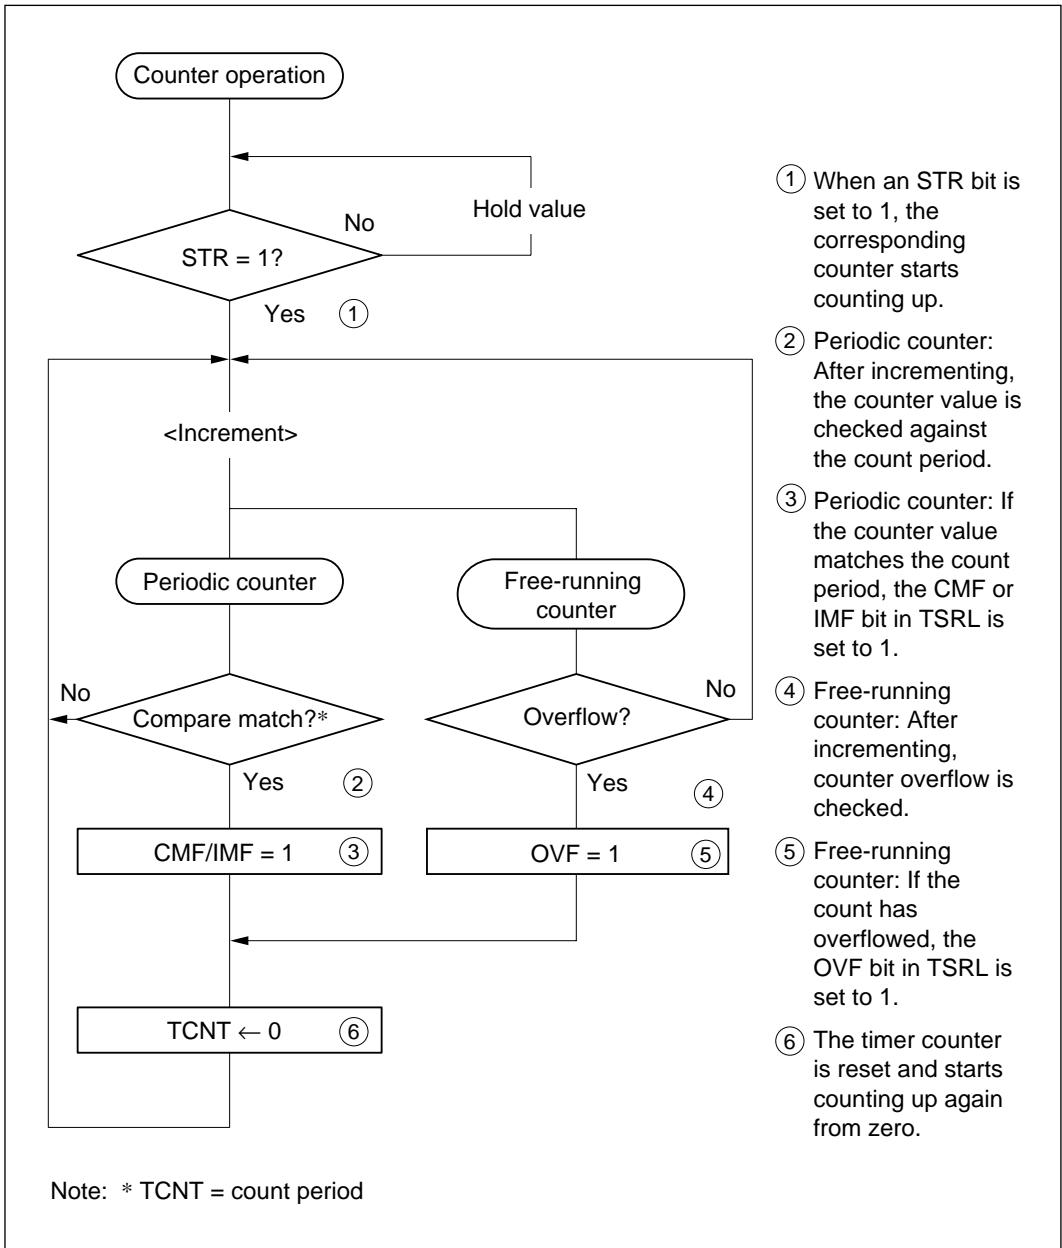 Counter operation
Hold value
No
STR = 1?
Yes ①
<Increment>
Periodic counter
Free-running
counter
No
Compare match?*
Yes ②
Overflow?
No
Yes ④
CMF/IMF = 1 ③
OVF = 1 ⑤
TCNT ← 0 ⑥
① When an STR bit is
set to 1, the
corresponding
counter starts
counting up.
② Periodic counter:
After incrementing,
the counter value is
checked against
the count period.
③ Periodic counter: If
the counter value
matches the count
period, the CMF or
IMF bit in TSRL is
set to 1.
④ Free-running
counter: After
incrementing,
counter overflow is
checked.
⑤ Free-running
counter: If the
count has
overflowed, the
OVF bit in TSRL is
set to 1.
⑥ The timer counter
is reset and starts
counting up again
from zero.
Note: * TCNT = count period